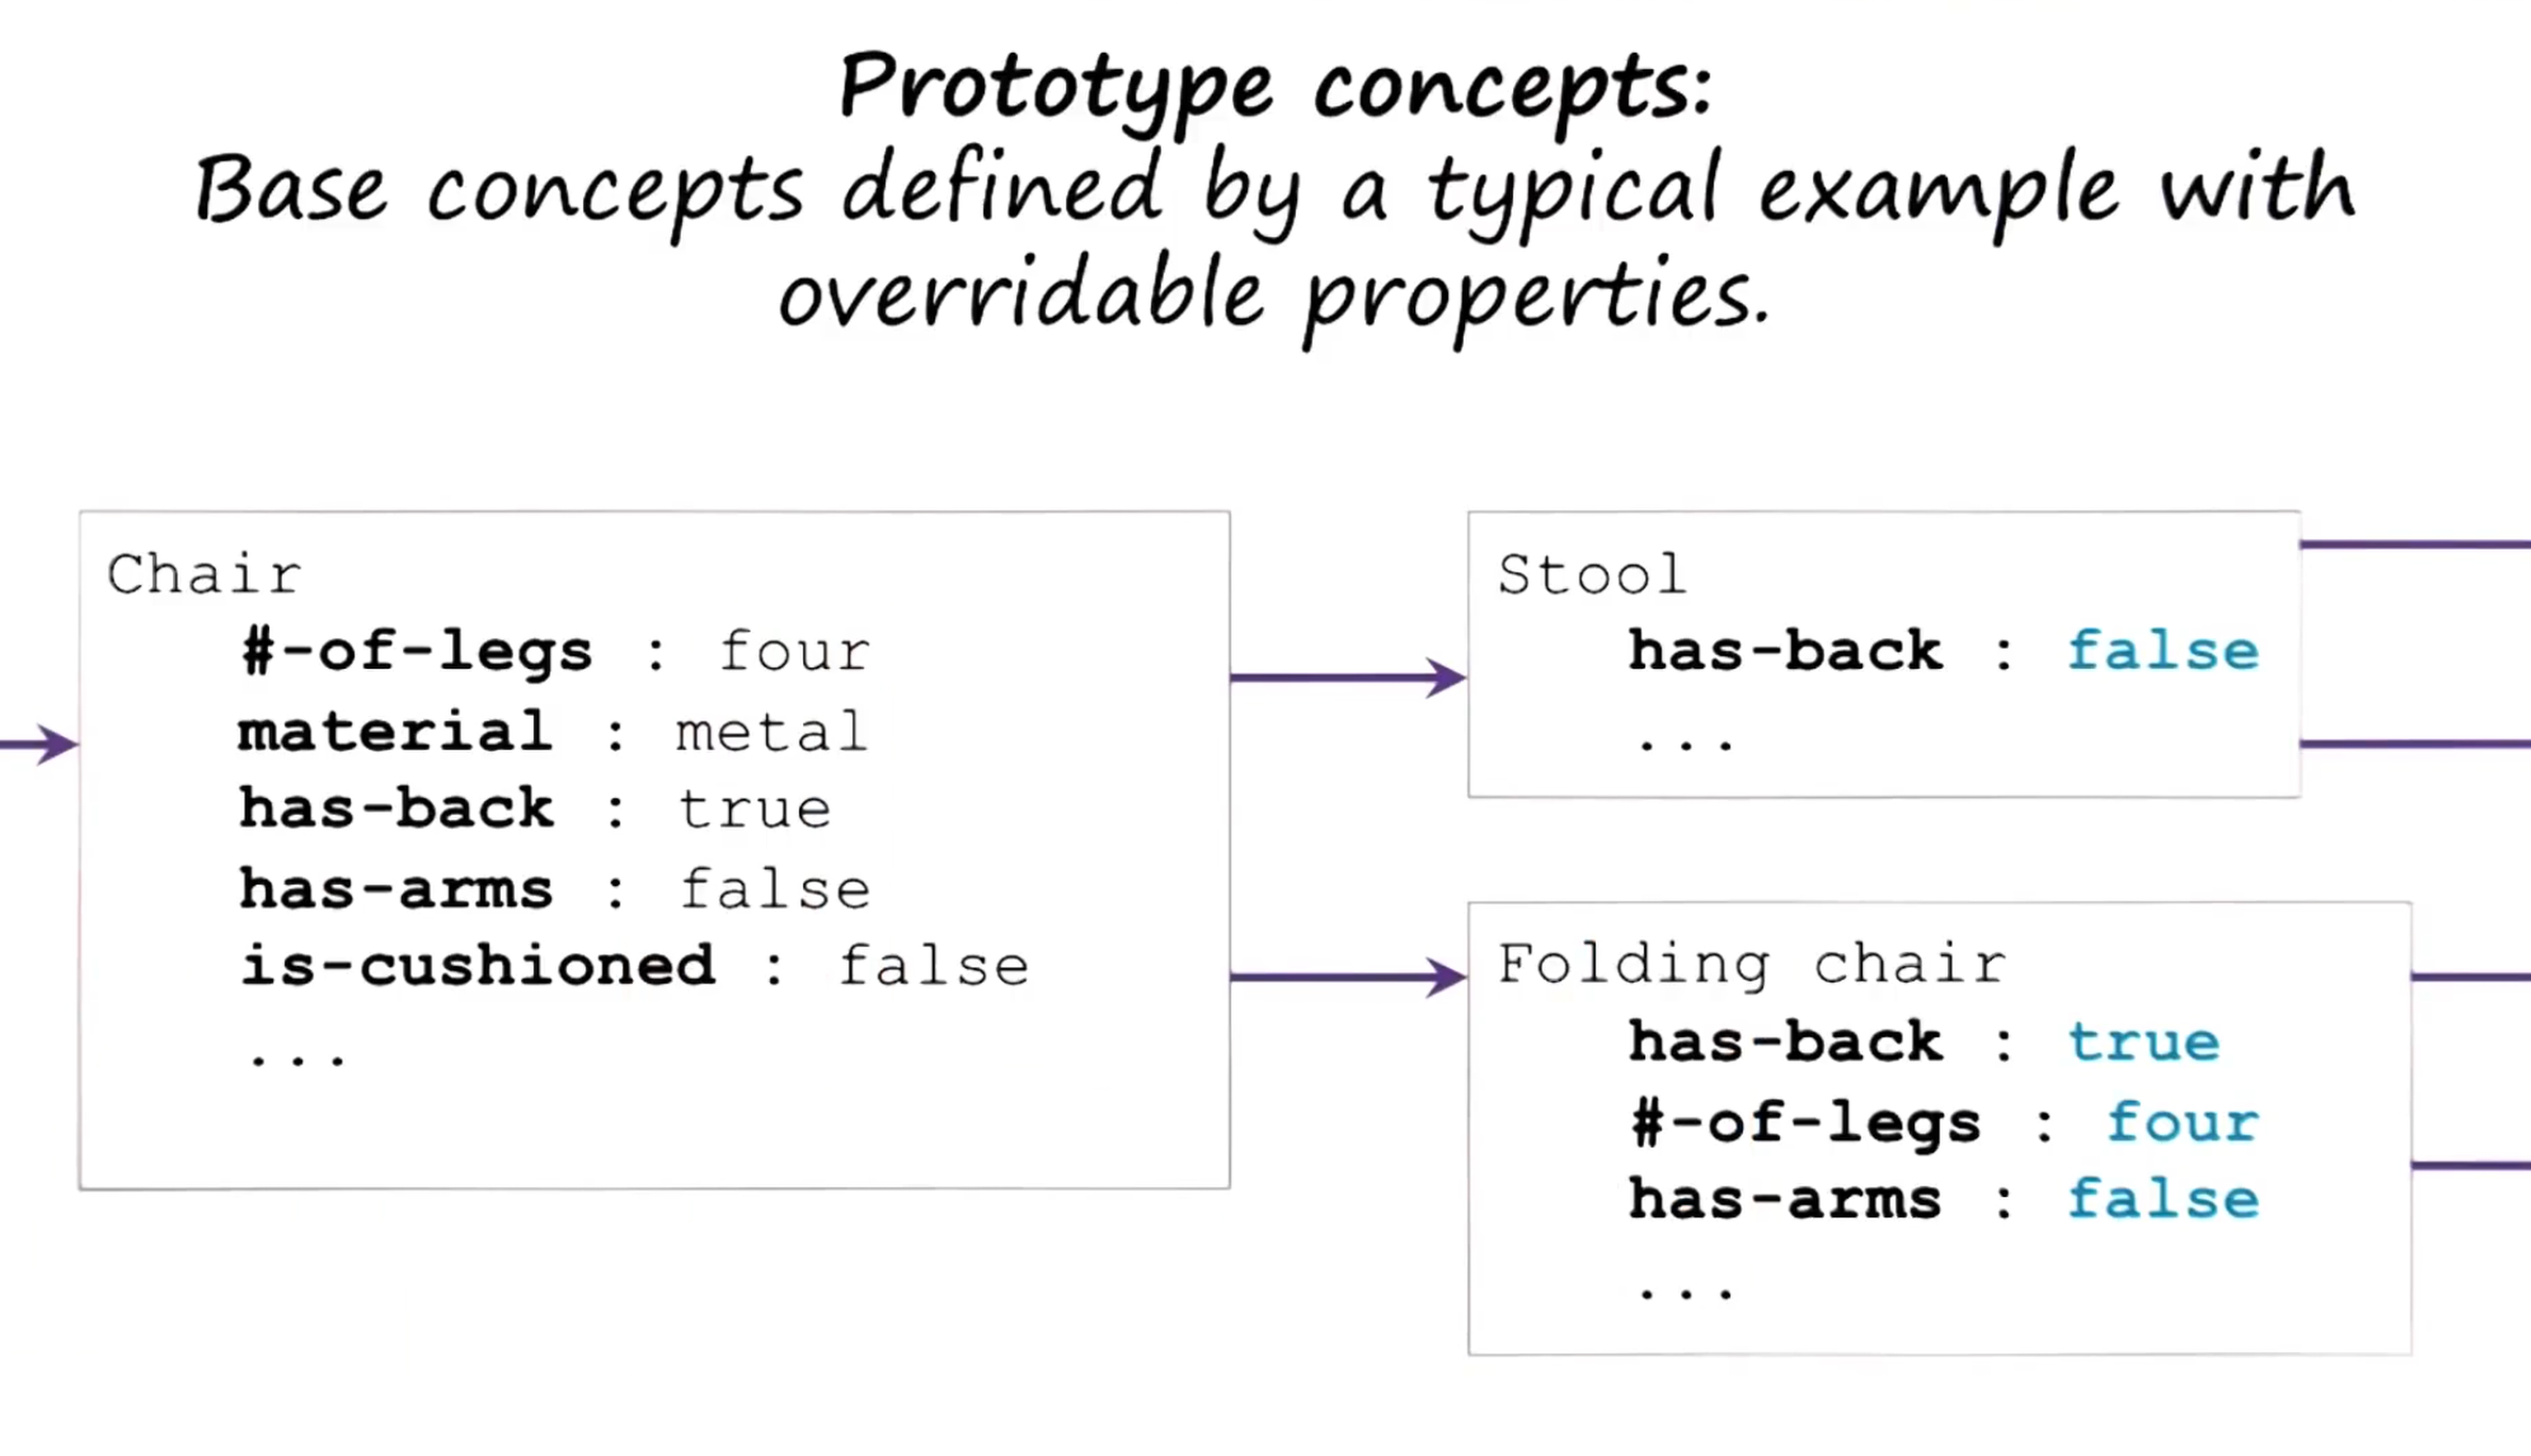 Prototype concepts:
Base concepts defined by a typical example with
overridable properties.
Chair
#-of-legs : four
material : metal
has-back : true
has-arms : false
is-cushioned : false
...
Stool
has-back : false
...
Folding chair
has-back : true
#-of-legs : four
has-arms : false
...